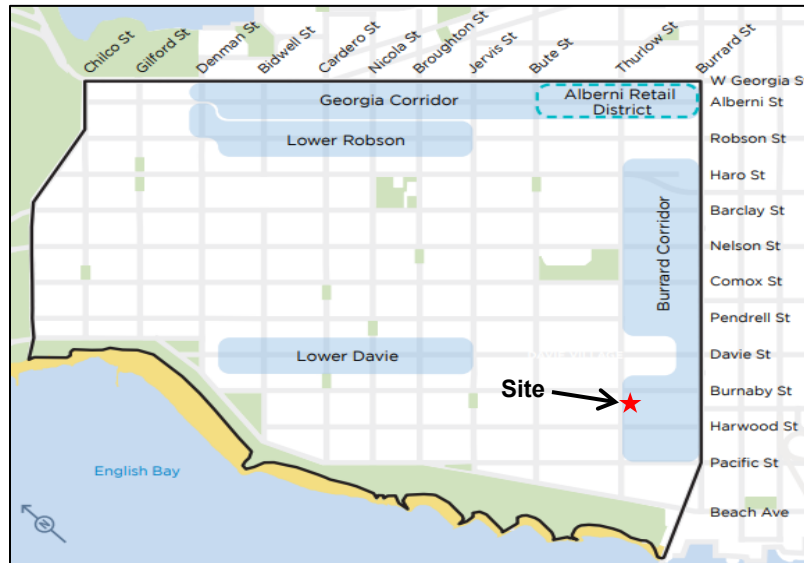 Chilco St
Gilford St
Denman St
Bidwell St
Cardero St
Nicola St
Broughton St
Jervis St
Bute St
Thurlow St
Burrard St
W Georgia S
Georgia Corridor
Alberni Retail
District
Alberni St
Lower Robson
Robson St
Haro St
Barclay St
Burrard Corridor
Nelson St
Comox St
Pendrell St
Lower Davie
Davie St
Site
Burnaby St
Harwood St
English Bay
Pacific St
Beach Ave
N